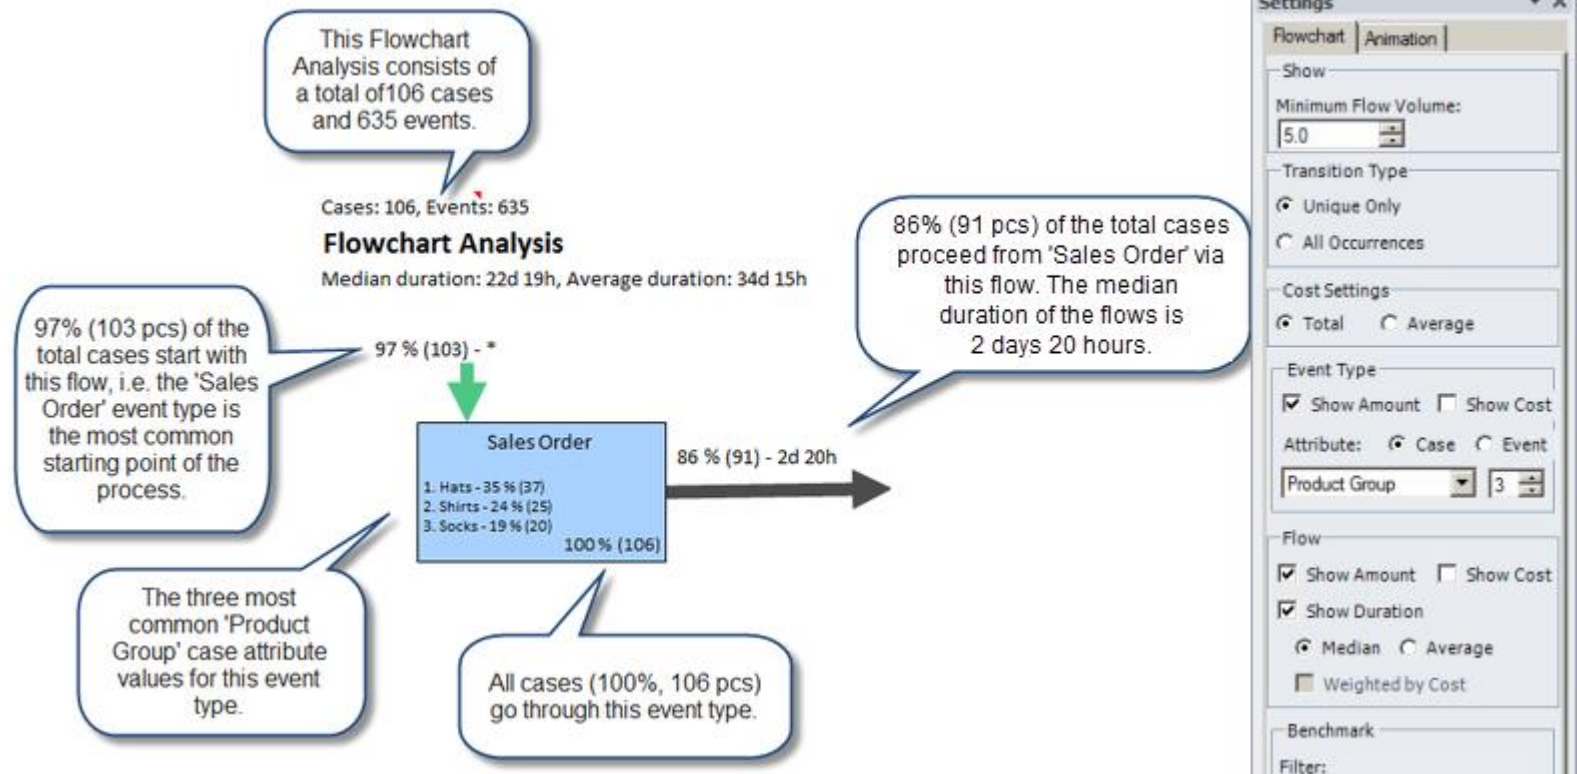 This Flowchart
Analysis consists of
a total of106 cases
and 635 events.
Cases: 106, Events: 635
Flowchart Analysis
Median duration: 22d 19h, Average duration: 34d 15h
86% (91 pcs) of the total cases
proceed from 'Sales Order' via
this flow. The median
duration of the flows is
2 days 20 hours.
97% (103 pcs) of the
total cases start with
this flow, i.e. the 'Sales
Order' event type is
the most common
starting point of the
process.
97 % (103) - *
Sales Order
1. Hats - 35 % (37)
2. Shirts - 24 % (25)
3. Socks - 19 % (20)
100 % (106)
86 % (91) - 2d 20h
The three most
common 'Product
Group' case attribute
values for this event
type.
All cases (100%, 106 pcs)
go through this event type.
Settings
Flowchart Animation
Show
Minimum Flow Volume:
5.0
Transition Type
Unique Only
All Occurrences
Cost Settings
Total Average
Event Type
Show Amount Show Cost
Attribute: Case Event
Product Group 3
Flow
Show Amount Show Cost
Show Duration
Median Average
Weighted by Cost
Benchmark
Filter: